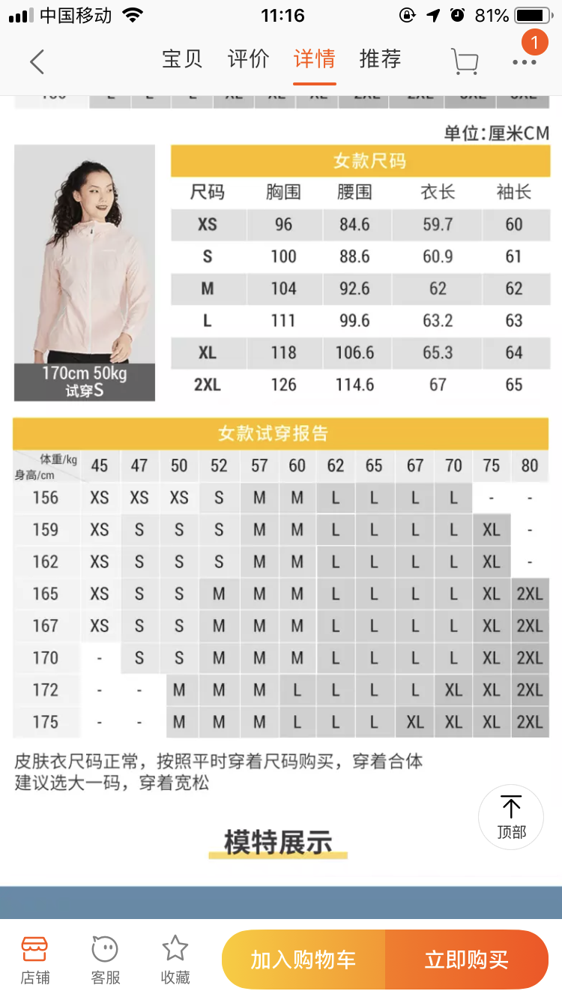 中国移动 11:16 81%
宝贝 评价 详情 推荐 1
单位:厘米CM
女款尺码
尺码 胸围 腰围 衣长 袖长
XS 96 84.6 59.7 60
S 100 88.6 60.9 61
M 104 92.6 62 62
L 111 99.6 63.2 63
XL 118 106.6 65.3 64
2XL 126 114.6 67 65
170cm 50kg
试穿S
女款试穿报告
体重/kg 45 47 50 52 57 60 62 65 67 70 75 80
身高/cm
156 XS XS XS S M M L L L L - -
159 XS S S S M M L L L L XL -
162 XS S S S M M L L L L XL -
165 XS S S M M M L L L L XL 2XL
167 XS S S M M M L L L L XL 2XL
170 - S S M M M L L L L XL 2XL
172 - - M M M L L L L XL XL 2XL
175 - - M M M L L L XL XL XL 2XL
皮肤衣尺码正常，按照平时穿着尺码购买，穿着合体
建议选大一码，穿着宽松
顶部
模特展示
店铺 客服 收藏 加入购物车 立即购买